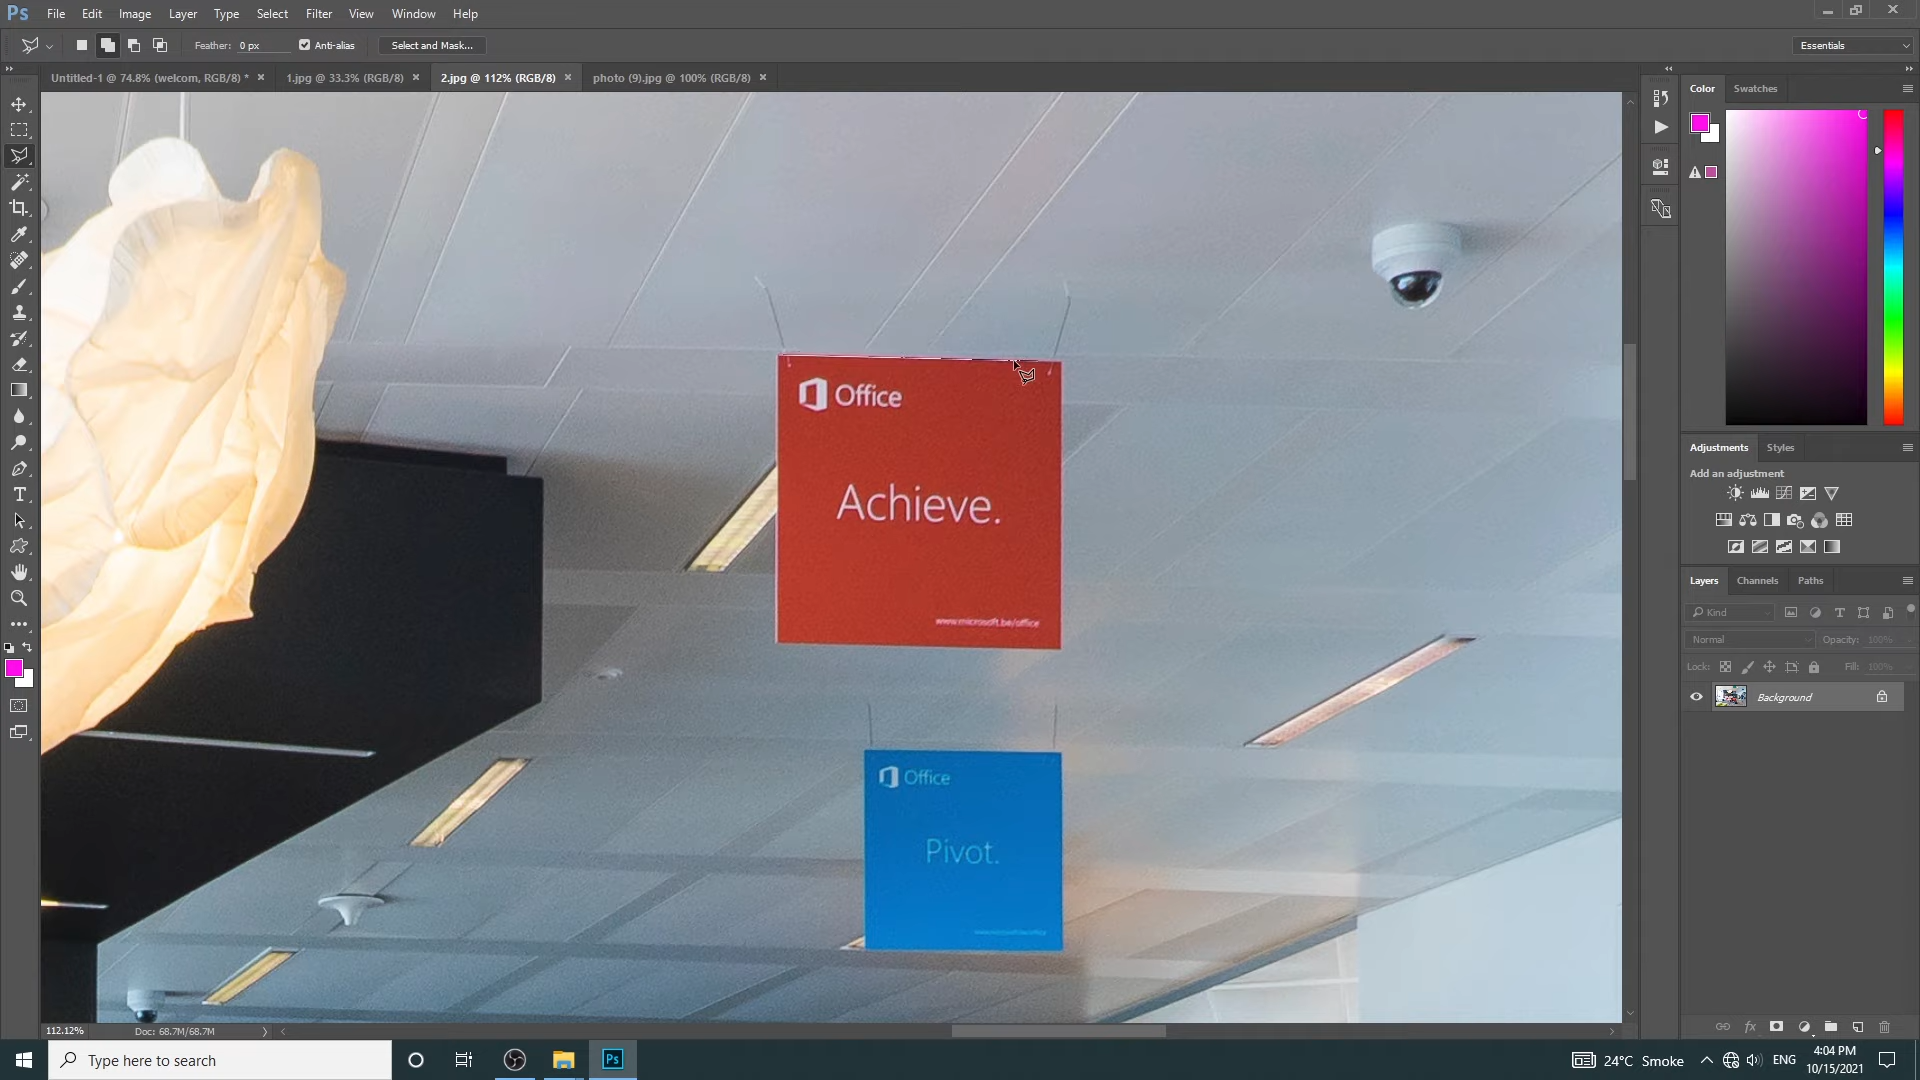 Ps File Edit Image Layer Type Select Filter View Window Help
Feather: 0 px Anti-alias Select and Mask... Essentials
Untitled-1 @ 74.8% (welcom, RGB/8) * × 1.jpg @ 33.3% (RGB/8) × 2.jpg @ 112% (RGB/8) × photo (9).jpg @ 100% (RGB/8) ×
Color Swatches
Office
Achieve.
www.microsoft.be/office
Office
Pivot.
Adjustments Styles
Add an adjustment
Layers Channels Paths
Kind
Normal Opacity: 100%
Lock: Fill: 100%
Background
112.12% Doc: 68.7M/68.7M
Type here to search
Ps
24°C Smoke
ENG
4:04 PM
10/15/2021